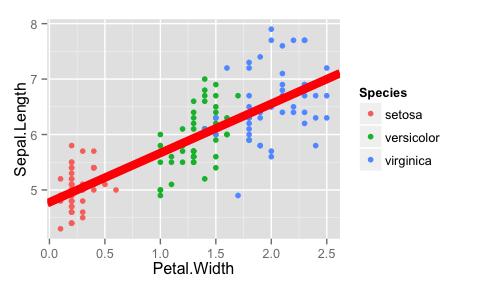 8
7
6
5
Sepal.Length
0.0 0.5 1.0 1.5 2.0 2.5
Petal.Width
Species
setosa
versicolor
virginica